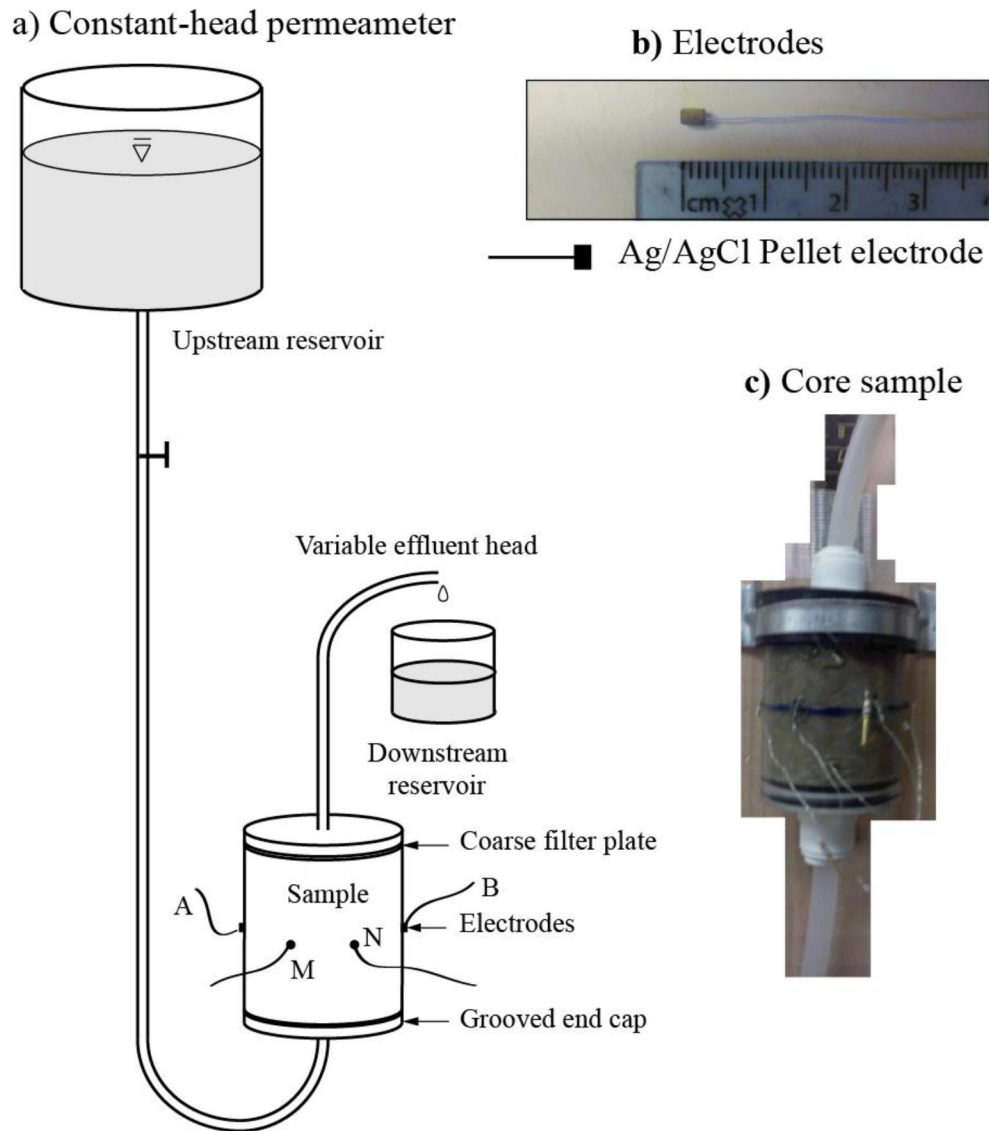 a) Constant-head permeameter
b) Electrodes
cm 1 2 3
Ag/AgCl Pellet electrode
Upstream reservoir
c) Core sample
Variable effluent head
Downstream
reservoir
Coarse filter plate
Sample
A
B
Electrodes
N
M
Grooved end cap